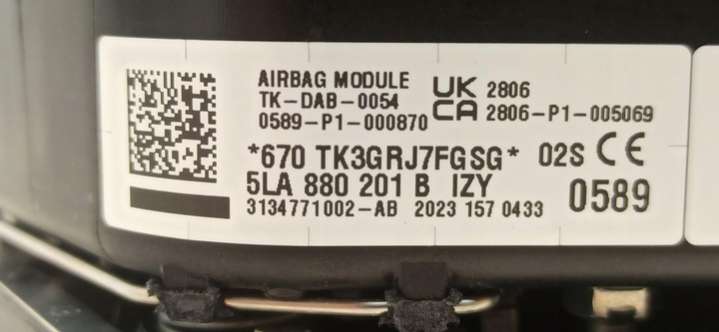 AIRBAG MODULE
TK-DAB-0054
0589-P1-000870
UK
CA
2806
2806-P1-005069
*670 TK3GRJ7FGSG* 02S CE
5LA 880 201 B IZY
0589
3134771002-AB 2023 157 0433